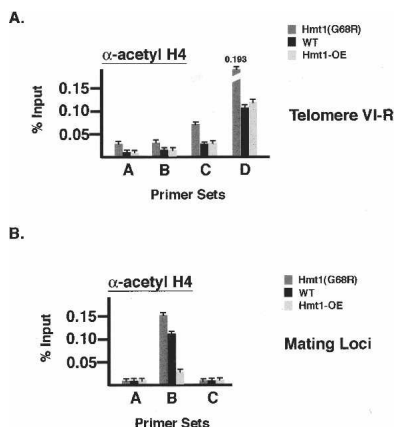 A.
Hmt1(G68R)
WT
Hmt1-OE
α-acetyl H4
0.193
% Input
0.15
0.10
0.05
A B C D
Primer Sets
Telomere VI-R
B.
α-acetyl H4
Hmt1(G68R)
WT
Hmt1-OE
% Input
0.15
0.10
0.05
A B C
Primer Sets
Mating Loci